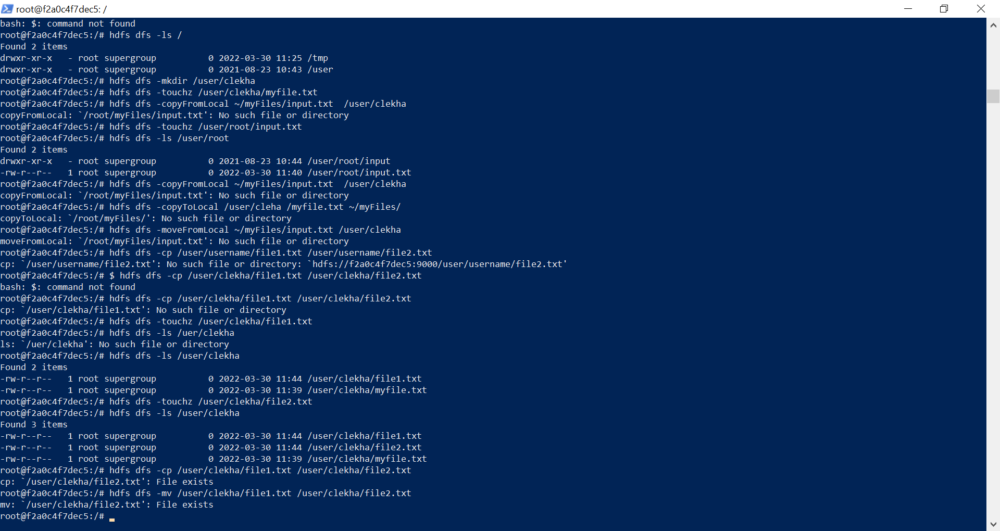 root@f2a0c4f7dec5: /
bash: $: command not found
root@f2a0c4f7dec5:/# hdfs dfs -ls /
Found 2 items
drwxr-xr-x   - root supergroup          0 2022-03-30 11:25 /tmp
drwxr-xr-x   - root supergroup          0 2021-08-23 10:43 /user
root@f2a0c4f7dec5:/# hdfs dfs -mkdir /user/clekha
root@f2a0c4f7dec5:/# hdfs dfs -touchz /user/clekha/myfile.txt
root@f2a0c4f7dec5:/# hdfs dfs -copyFromLocal ~/myFiles/input.txt  /user/clekha
copyFromLocal: `/root/myFiles/input.txt': No such file or directory
root@f2a0c4f7dec5:/# hdfs dfs -touchz /user/root/input.txt
root@f2a0c4f7dec5:/# hdfs dfs -ls /user/root
Found 2 items
drwxr-xr-x   - root supergroup          0 2021-08-23 10:44 /user/root/input
-rw-r--r--   1 root supergroup          0 2022-03-30 11:40 /user/root/input.txt
root@f2a0c4f7dec5:/# hdfs dfs -copyFromLocal ~/myFiles/input.txt  /user/clekha
copyFromLocal: `/root/myFiles/input.txt': No such file or directory
root@f2a0c4f7dec5:/# hdfs dfs -copyToLocal /user/cleha /myfile.txt ~/myFiles/
copyToLocal: `/root/myFiles/': No such file or directory
root@f2a0c4f7dec5:/# hdfs dfs -moveFromLocal ~/myFiles/input.txt /user/clekha
moveFromLocal: `/root/myFiles/input.txt': No such file or directory
root@f2a0c4f7dec5:/# hdfs dfs -cp /user/username/file1.txt /user/username/file2.txt
cp: `/user/username/file2.txt': No such file or directory: `hdfs://f2a0c4f7dec5:9000/user/username/file2.txt'
root@f2a0c4f7dec5:/# $ hdfs dfs -cp /user/clekha/file1.txt /user/clekha/file2.txt
bash: $: command not found
root@f2a0c4f7dec5:/# hdfs dfs -cp /user/clekha/file1.txt /user/clekha/file2.txt
cp: `/user/clekha/file1.txt': No such file or directory
root@f2a0c4f7dec5:/# hdfs dfs -touchz /user/clekha/file1.txt
root@f2a0c4f7dec5:/# hdfs dfs -ls /uer/clekha
ls: `/uer/clekha': No such file or directory
root@f2a0c4f7dec5:/# hdfs dfs -ls /user/clekha
Found 2 items
-rw-r--r--   1 root supergroup          0 2022-03-30 11:44 /user/clekha/file1.txt
-rw-r--r--   1 root supergroup          0 2022-03-30 11:39 /user/clekha/myfile.txt
root@f2a0c4f7dec5:/# hdfs dfs -touchz /user/clekha/file2.txt
root@f2a0c4f7dec5:/# hdfs dfs -ls /user/clekha
Found 3 items
-rw-r--r--   1 root supergroup          0 2022-03-30 11:44 /user/clekha/file1.txt
-rw-r--r--   1 root supergroup          0 2022-03-30 11:44 /user/clekha/file2.txt
-rw-r--r--   1 root supergroup          0 2022-03-30 11:39 /user/clekha/myfile.txt
root@f2a0c4f7dec5:/# hdfs dfs -cp /user/clekha/file1.txt /user/clekha/file2.txt
cp: `/user/clekha/file2.txt': File exists
root@f2a0c4f7dec5:/# hdfs dfs -mv /user/clekha/file1.txt /user/clekha/file2.txt
mv: `/user/clekha/file2.txt': File exists
root@f2a0c4f7dec5:/#